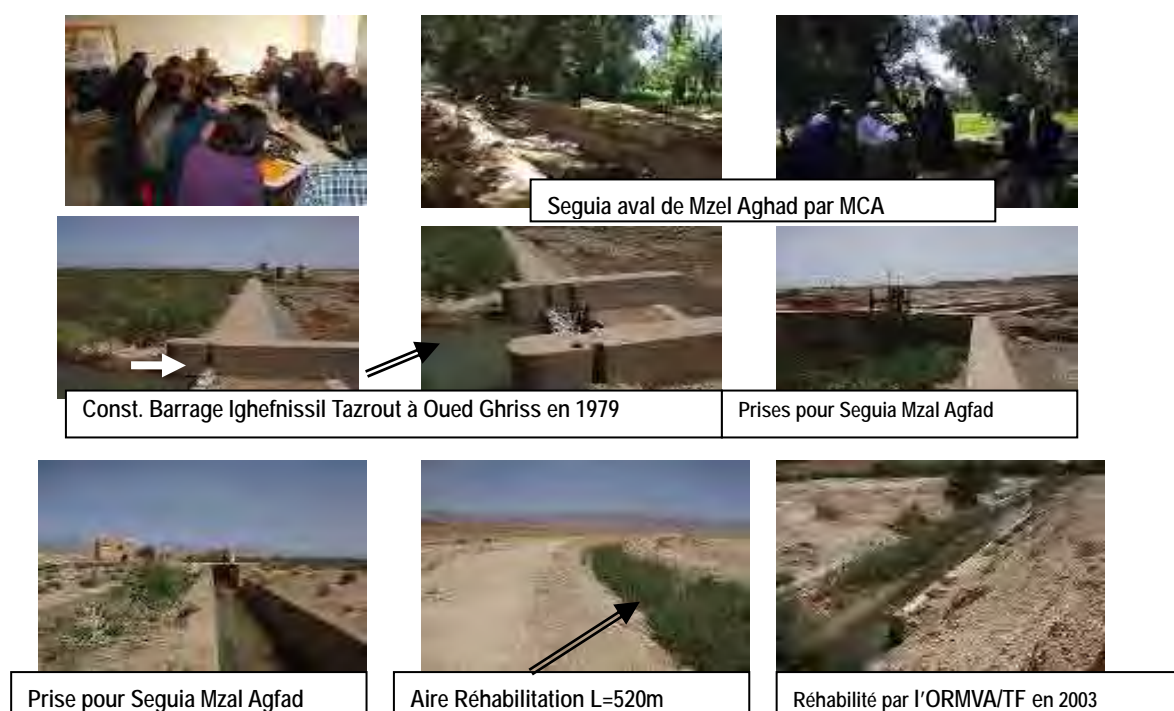 Seguia aval de Mzel Aghad par MCA
Const. Barrage Ighefnissil Tazrout à Oued Ghriss en 1979
Prises pour Seguia Mzal Agfad
Prise pour Seguia Mzal Agfad
Aire Réhabilitation L=520m
Réhabilité par l'ORMVA/TF en 2003